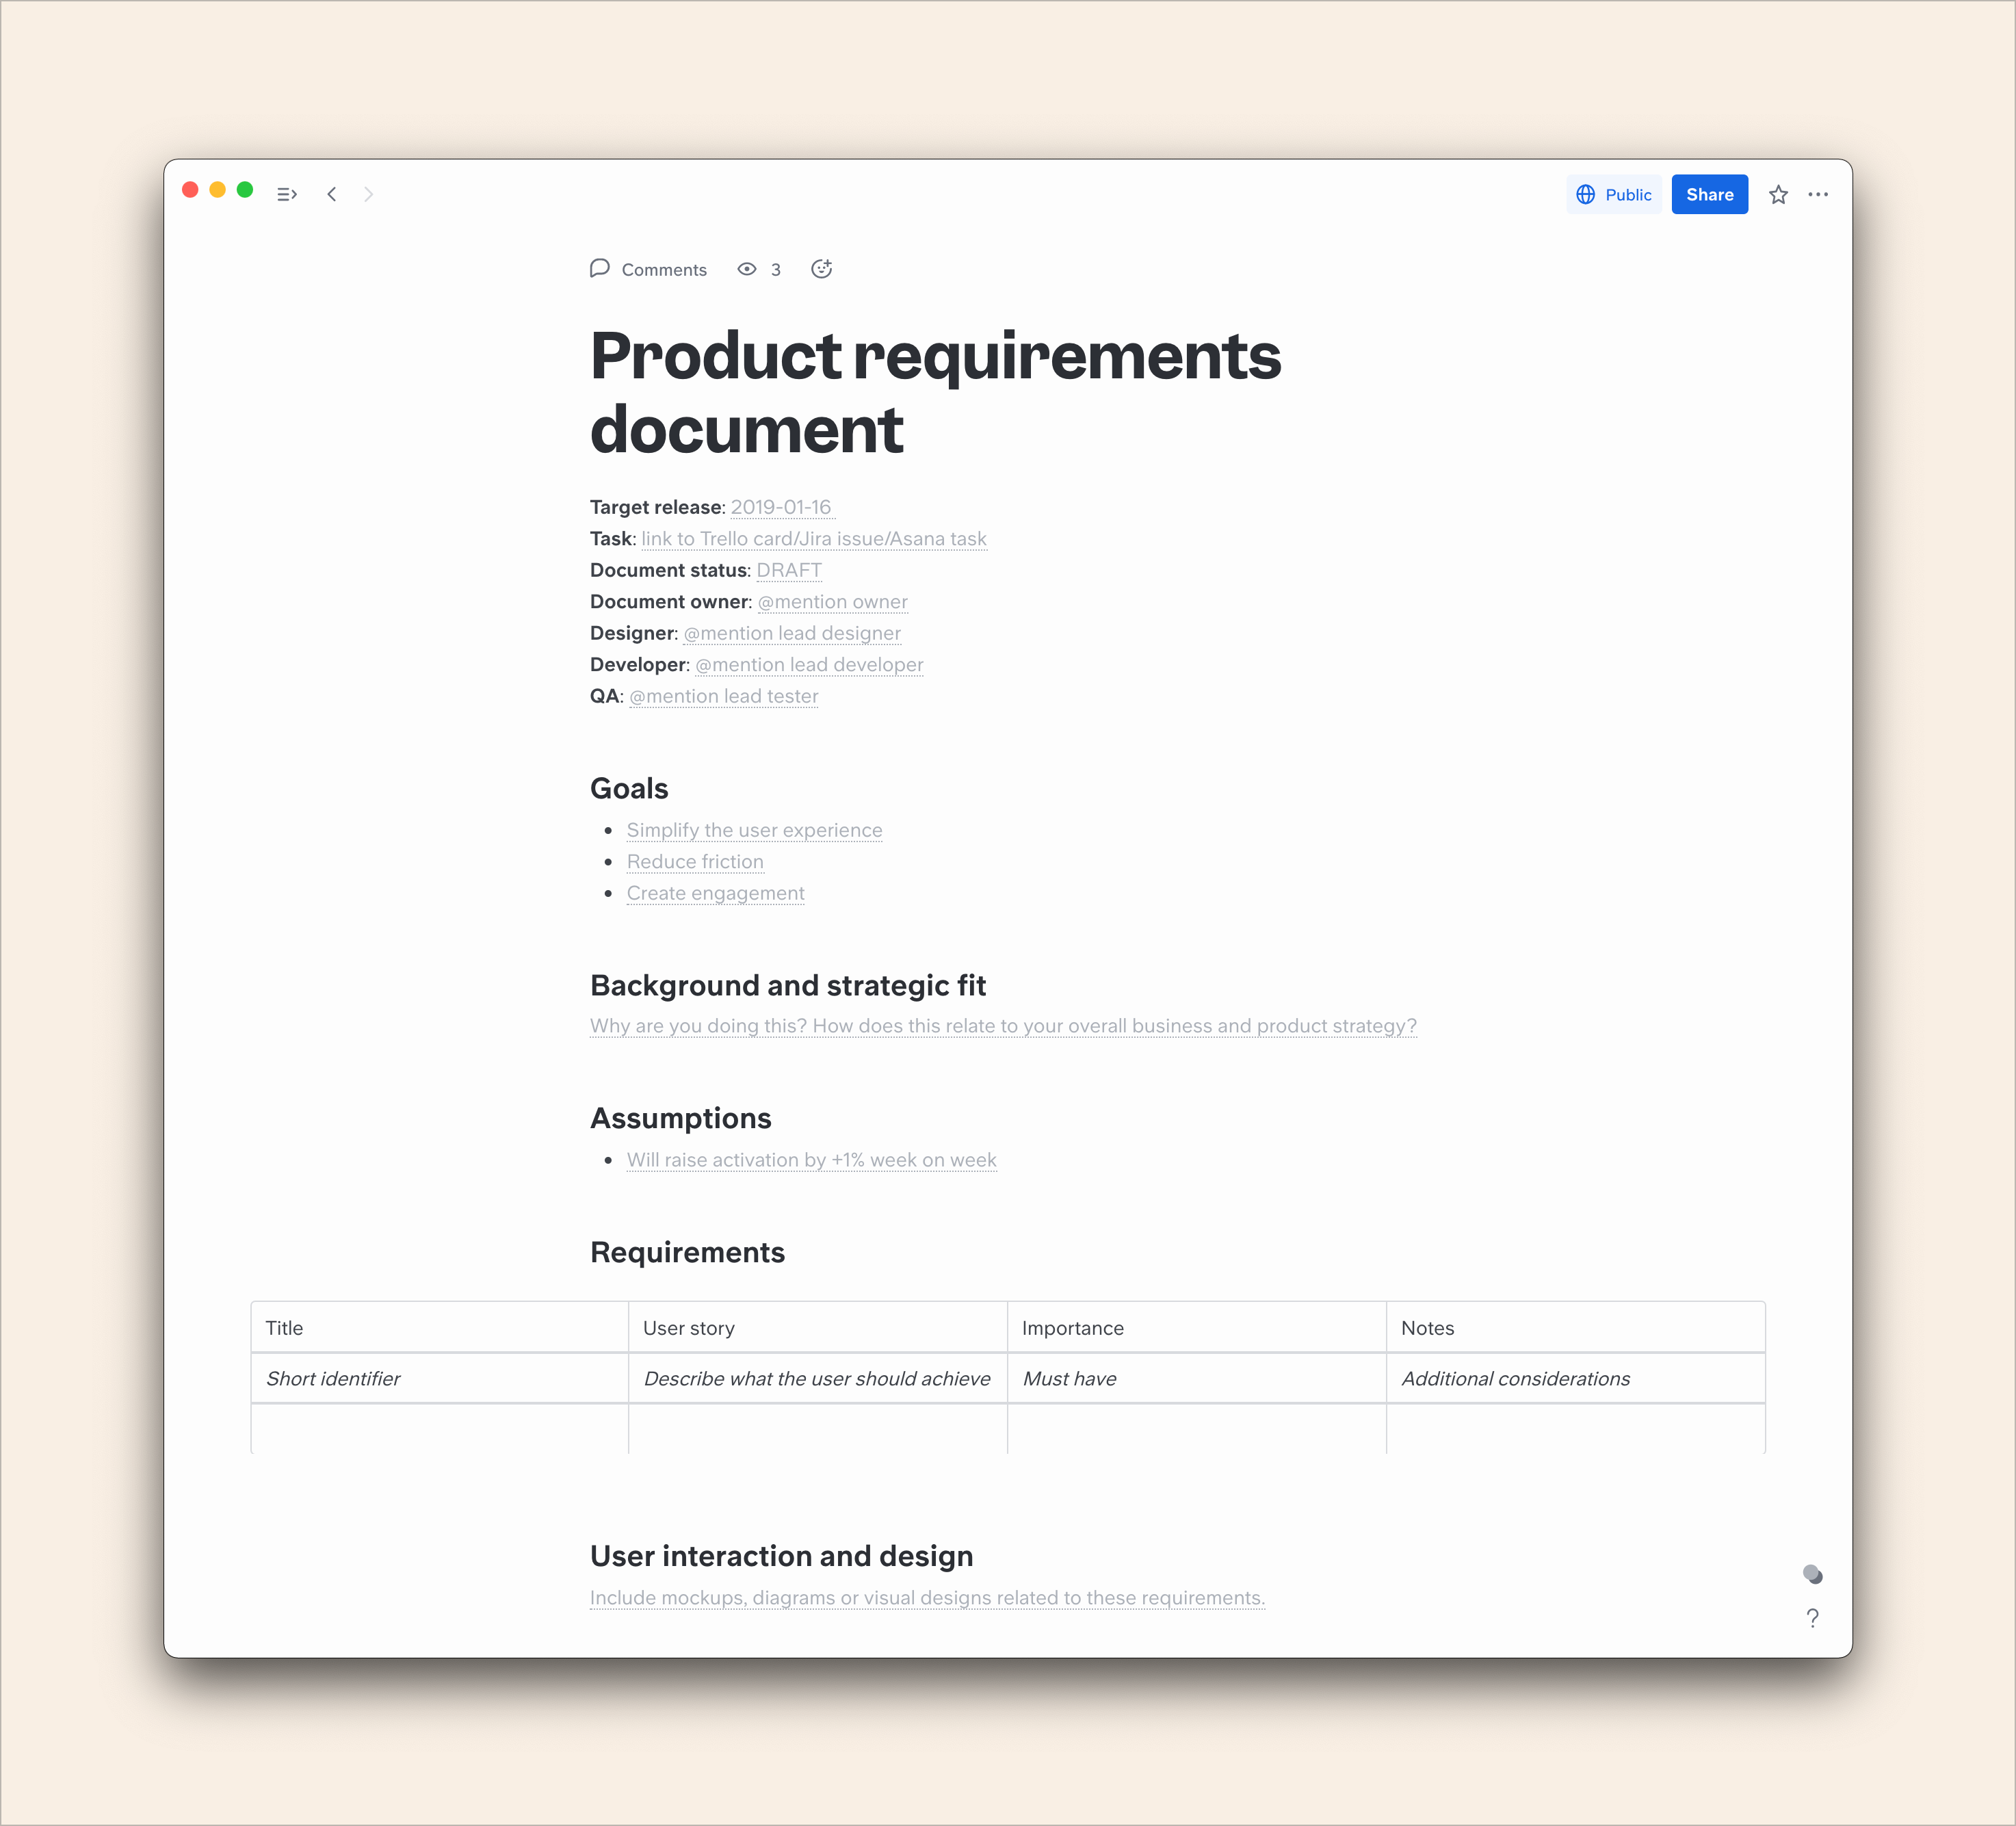 Public
Share
Comments
3
Product requirements
document
Target release: 2019-01-16
Task: link to Trello card/Jira issue/Asana task
Document status: DRAFT
Document owner: @mention owner
Designer: @mention lead designer
Developer: @mention lead developer
QA: @mention lead tester
Goals
Simplify the user experience
Reduce friction
Create engagement
Background and strategic fit
Why are you doing this? How does this relate to your overall business and product strategy?
Assumptions
Will raise activation by +1% week on week
Requirements
Title User story Importance Notes
Short identifier Describe what the user should achieve Must have Additional considerations
User interaction and design
Include mockups, diagrams or visual designs related to these requirements.
?